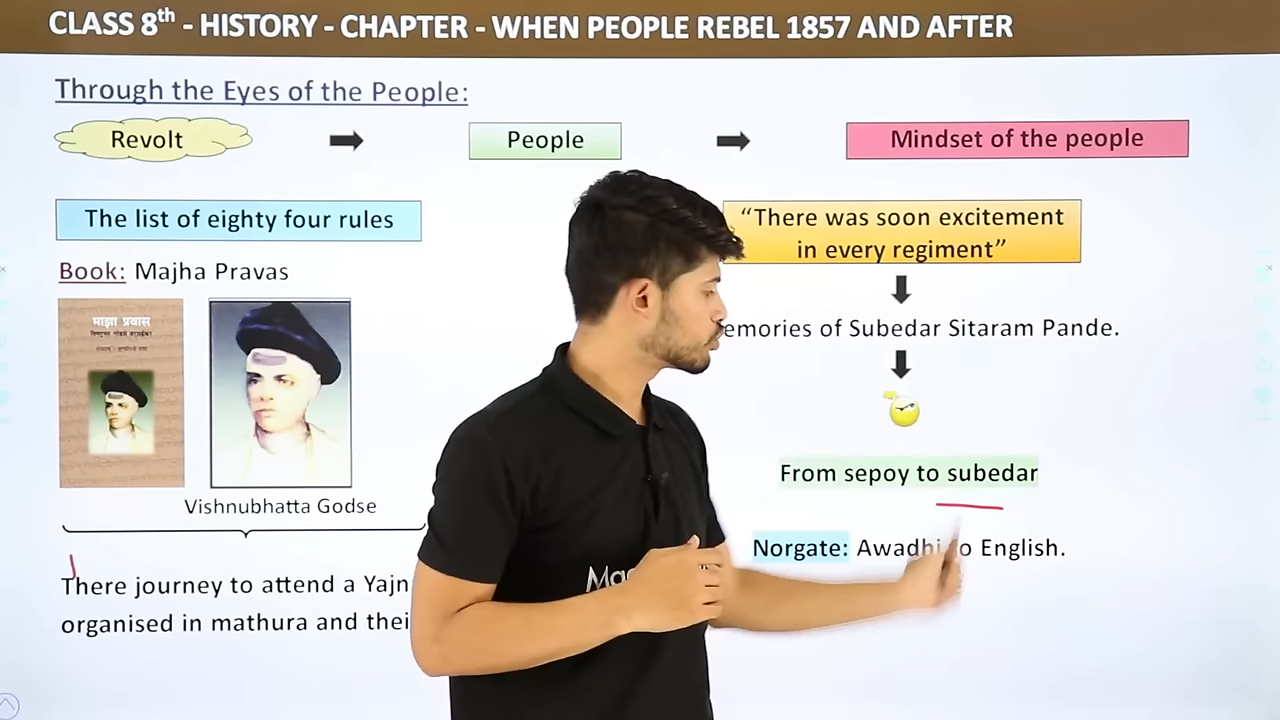 CLASS 8th - HISTORY - CHAPTER - WHEN PEOPLE REBEL 1857 AND AFTER
Through the Eyes of the People:
Revolt
People
Mindset of the people
The list of eighty four rules
Book: Majha Pravas
माझा प्रवास
Vishnubhatta Godse
There journey to attend a Yajn
organised in mathura and thei
"There was soon excitement
in every regiment"
emories of Subedar Sitaram Pande.
From sepoy to subedar
Norgate: Awadhi to English.